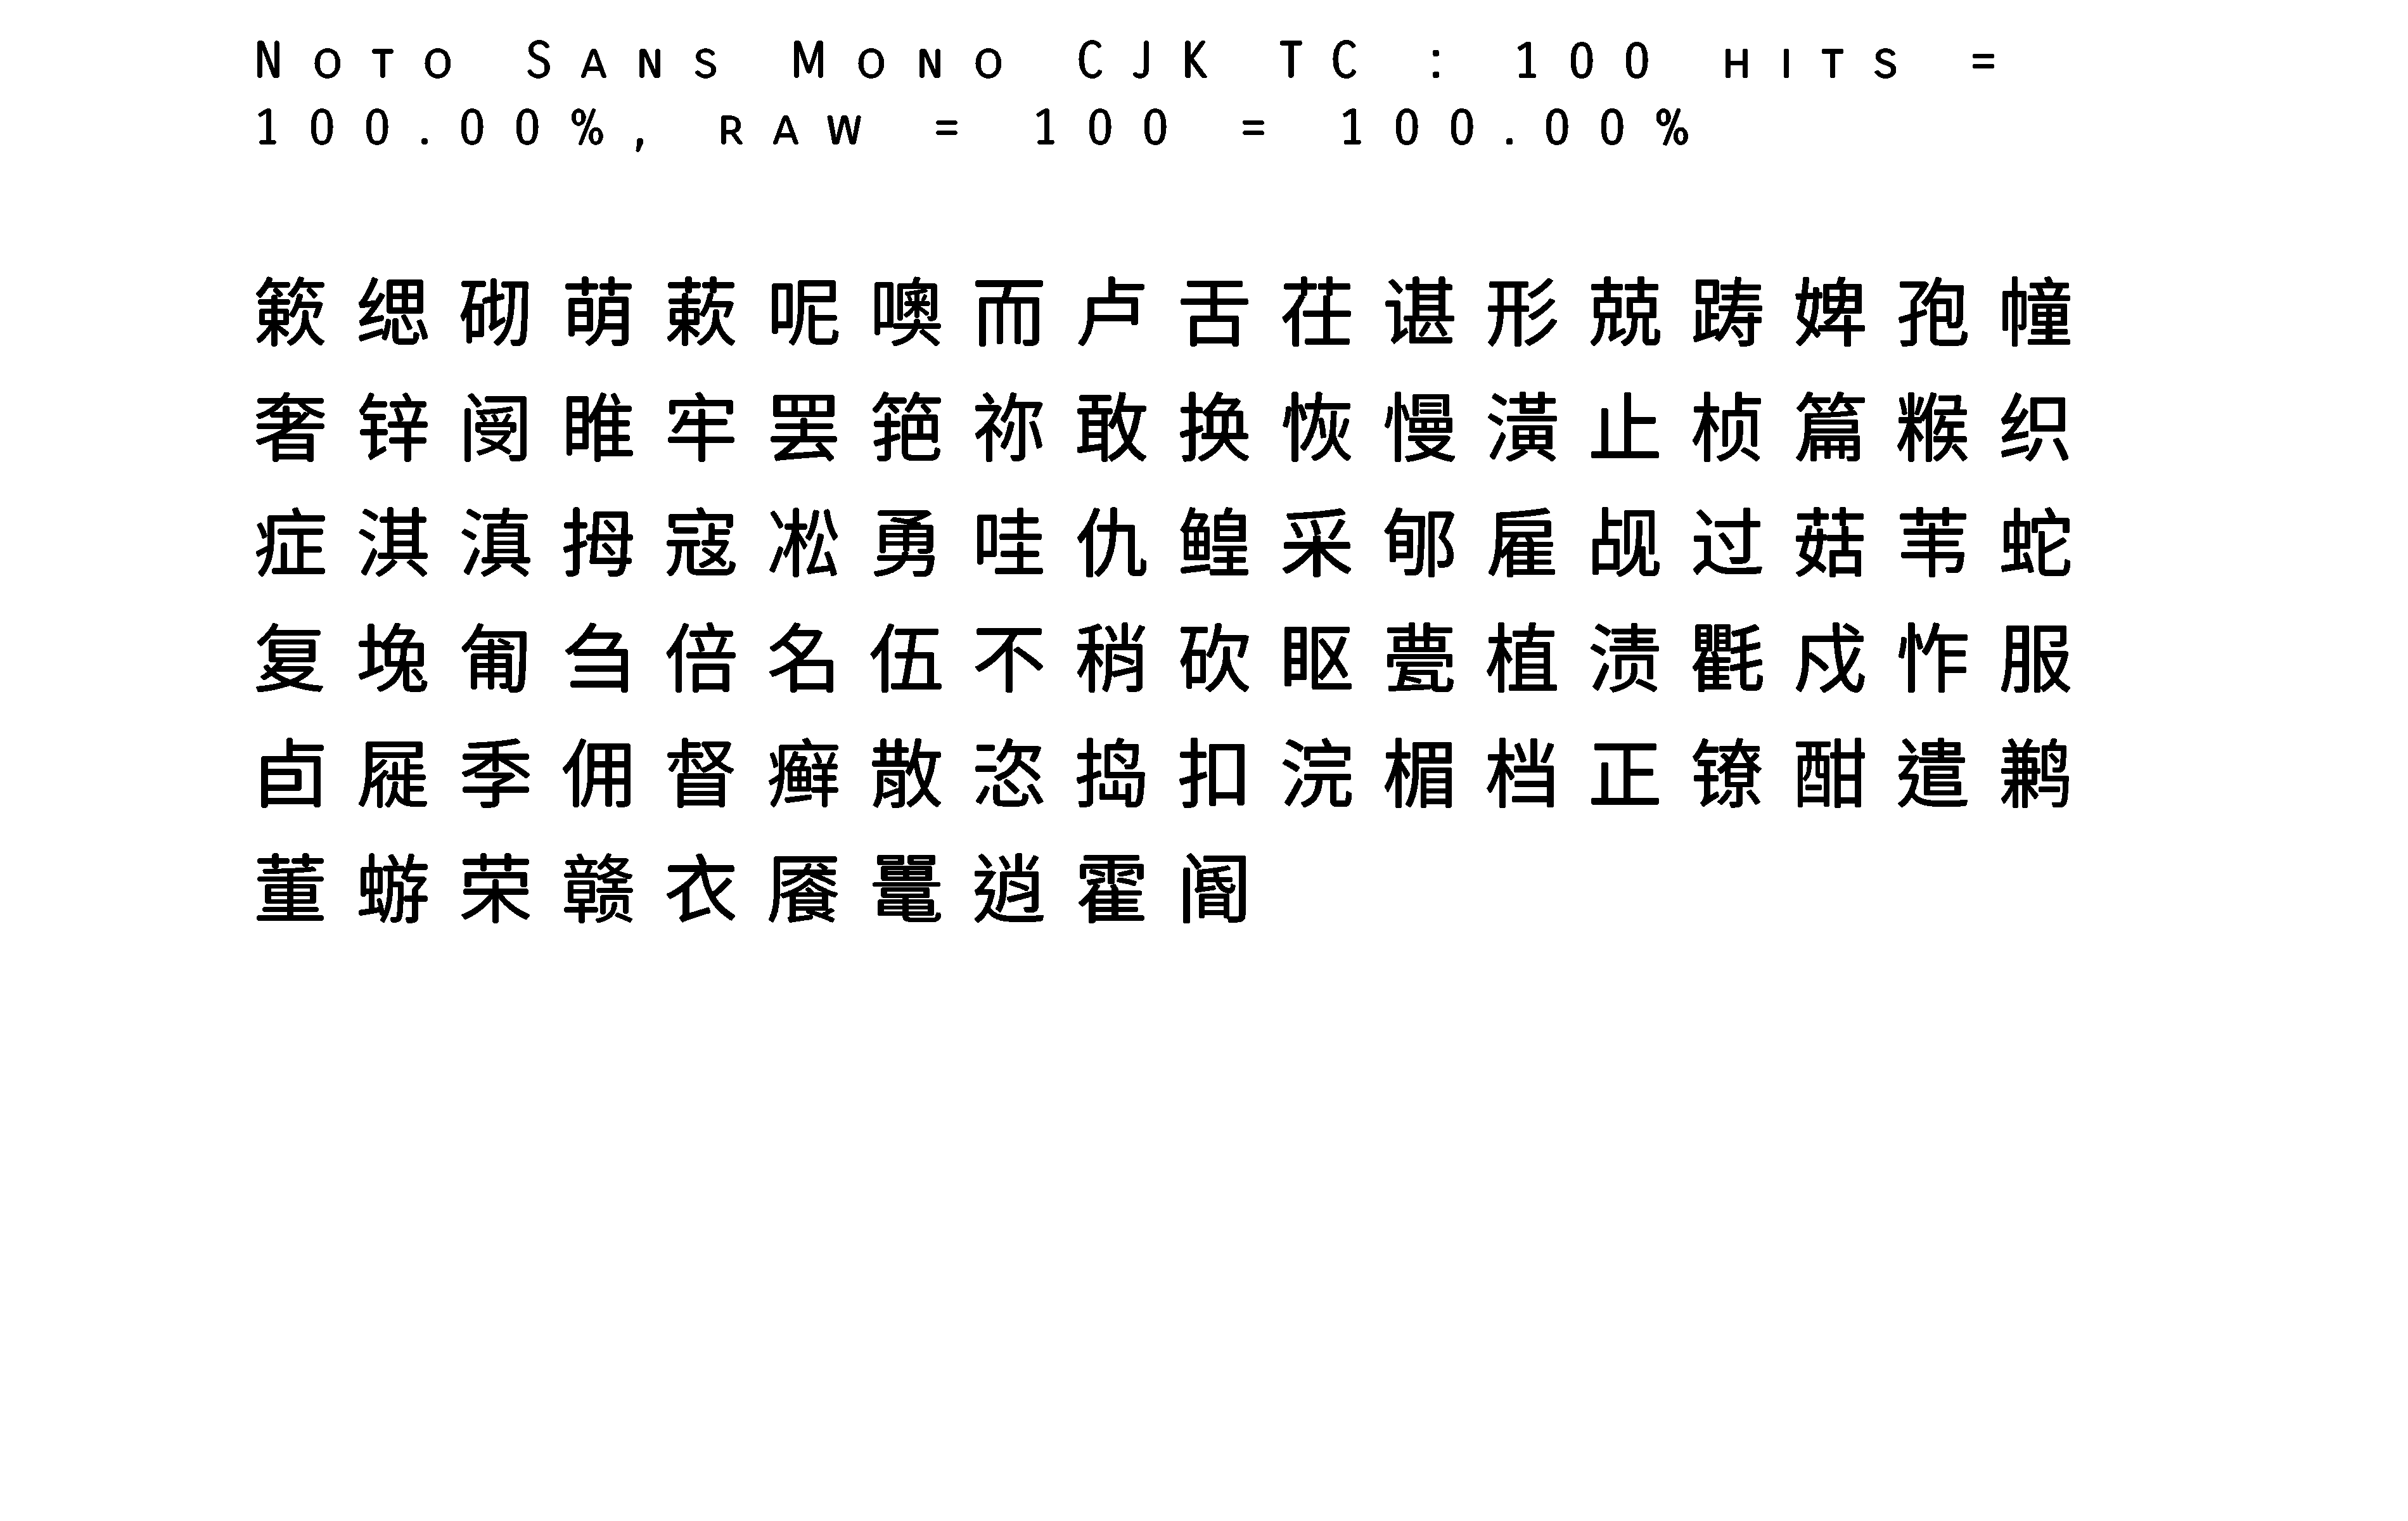 Noto Sans Mono CJK TC : 100 hits =
100.00%, raw = 100 = 100.00%
簌 缌 砌 萌 蔌 呢 噢 而 卢 舌 茌 谌 形 兢 踌 婢 孢 幢
奢 锌 阌 睢 牢 罢 筢 祢 敢 换 恢 慢 潢 止 桢 篇 糇 织
症 淇 滇 拇 寇 凇 勇 哇 仇 鳇 采 郇 雇 觇 过 菇 苇 蛇
复 堍 匍 刍 倍 名 伍 不 稍 砍 眍 甍 植 渍 氍 戍 怍 服
卣 屣 季 佣 督 癣 散 恣 捣 扣 浣 楣 档 正 镣 酣 遣 鹣
董 蝣 荣 赣 衣 餍 鼍 逍 霍 阍